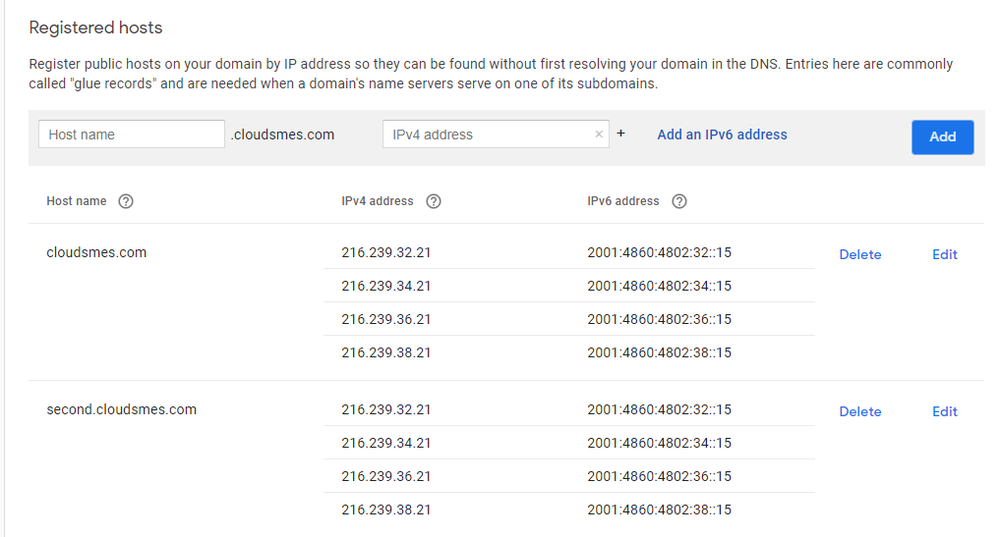 Registered hosts
Register public hosts on your domain by IP address so they can be found without first resolving your domain in the DNS. Entries here are commonly
called "glue records" and are needed when a domain's name servers serve on one of its subdomains.
Host name .cloudsmes.com IPv4 address × + Add an IPv6 address Add
Host name ? IPv4 address ? IPv6 address ?
cloudsmes.com 216.239.32.21 2001:4860:4802:32::15 Delete Edit
216.239.34.21 2001:4860:4802:34::15
216.239.36.21 2001:4860:4802:36::15
216.239.38.21 2001:4860:4802:38::15
second.cloudsmes.com 216.239.32.21 2001:4860:4802:32::15 Delete Edit
216.239.34.21 2001:4860:4802:34::15
216.239.36.21 2001:4860:4802:36::15
216.239.38.21 2001:4860:4802:38::15